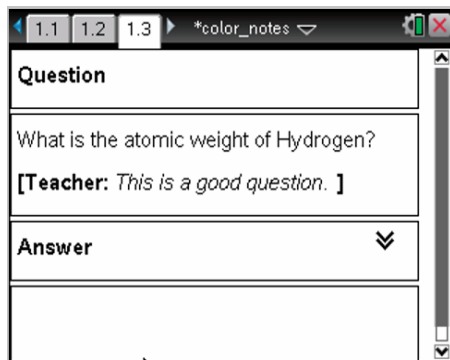 1.1 1.2 1.3 *color_notes
Question
What is the atomic weight of Hydrogen?
[Teacher: This is a good question. ]
Answer